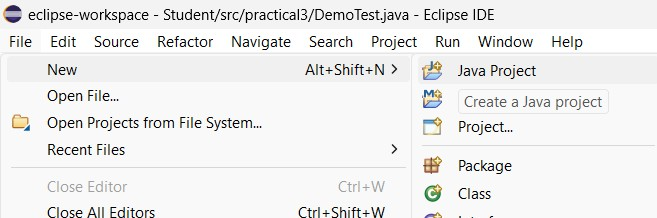 eclipse-workspace - Student/src/practical3/DemoTest.java - Eclipse IDE
File Edit Source Refactor Navigate Search Project Run Window Help
New Alt+Shift+N >
Java Project
Open File...
Create a Java project
Open Projects from File System...
Project...
Recent Files >
Package
Close Editor Ctrl+W
Class
Close All Editors Ctrl+Shift+W